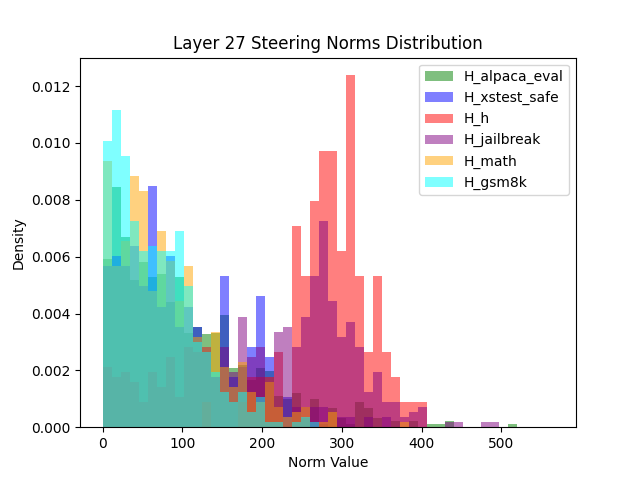 Layer 27 Steering Norms Distribution
H_alpaca_eval
H_xstest_safe
H_h
H_jailbreak
H_math
H_gsm8k
Density
0.012
0.010
0.008
0.006
0.004
0.002
0.000
0 100 200 300 400 500
Norm Value